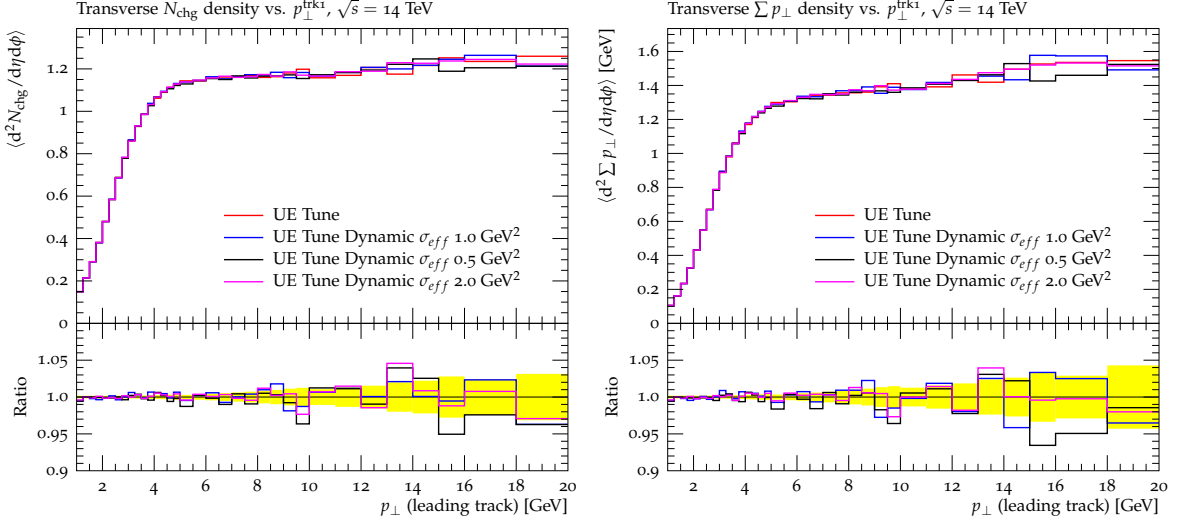 Transverse N_chg density vs. p_⊥^trk1, √s = 14 TeV
⟨d²N_chg/dηdϕ⟩
1.4
1.2
1
0.8
0.6
0.4
0.2
0
UE Tune
UE Tune Dynamic σ_eff 1.0 GeV²
UE Tune Dynamic σ_eff 0.5 GeV²
UE Tune Dynamic σ_eff 2.0 GeV²
Ratio
1.05
1.0
0.95
0.9
2 4 6 8 10 12 14 16 18 20
p_⊥ (leading track) [GeV]
Transverse ∑ p_⊥ density vs. p_⊥^trk1, √s = 14 TeV
⟨d² ∑ p_⊥/dηdϕ⟩ [GeV]
1.6
1.4
1.2
1
0.8
0.6
0.4
0.2
0
UE Tune
UE Tune Dynamic σ_eff 1.0 GeV²
UE Tune Dynamic σ_eff 0.5 GeV²
UE Tune Dynamic σ_eff 2.0 GeV²
Ratio
1.05
1.0
0.95
0.9
2 4 6 8 10 12 14 16 18 20
p_⊥ (leading track) [GeV]